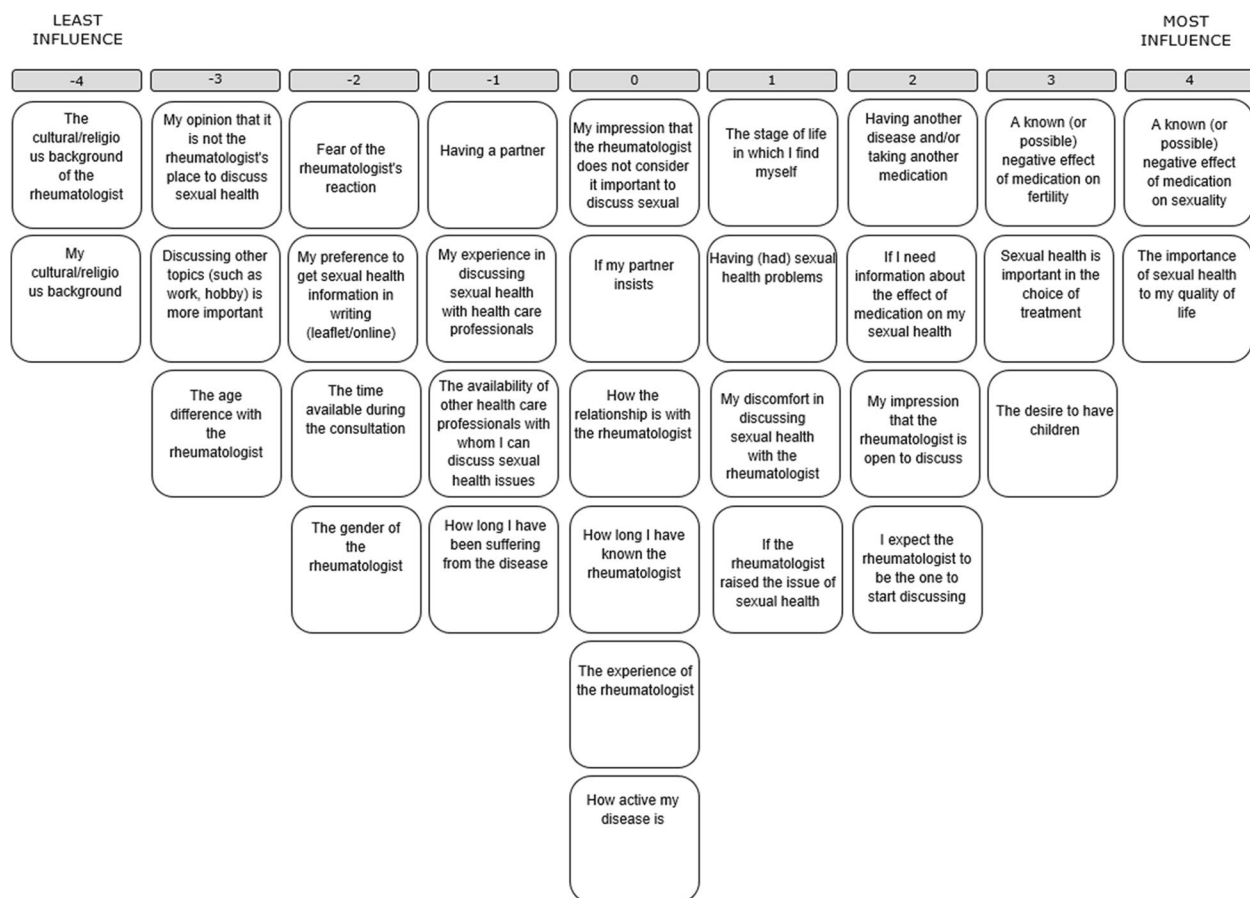 LEAST
INFLUENCE
MOST
INFLUENCE
-4
-3
-2
-1
0
1
2
3
4
The
cultural/religio
us background
of the
rheumatologist
My opinion that it
is not the
rheumatologist's
place to discuss
sexual health
Fear of the
rheumatologist's
reaction
Having a partner
My impression that
the rheumatologist
does not consider
it important to
discuss sexual
The stage of life
in which I find
myself
Having another
disease and/or
taking another
medication
A known (or
possible)
negative effect
of medication on
fertility
A known (or
possible)
negative effect
of medication
on sexuality
My
cultural/religio
us background
Discussing other
topics (such as
work, hobby) is
more important
My preference to
get sexual health
information in
writing
(leaflet/online)
My experience in
discussing
sexual health
with health care
professionals
If my partner
insists
Having (had) sexual
health problems
If I need
information about
the effect of
medication on my
sexual health
Sexual health is
important in the
choice of
treatment
The importance
of sexual health
to my quality of
life
The age
difference with
the
rheumatologist
The time
available during
the consultation
The availability of
other health care
professionals with
whom I can
discuss sexual
health issues
How the
relationship is with
the rheumatologist
My discomfort in
discussing
sexual health
with the
rheumatologist
My impression
that the
rheumatologist is
open to discuss
The desire to have
children
The gender of
the
rheumatologist
How long I have
been suffering
from the disease
How long I have
known the
rheumatologist
If the
rheumatologist
raised the issue of
sexual health
I expect the
rheumatologist to
be the one to
start discussing
The experience of
the rheumatologist
How active my
disease is